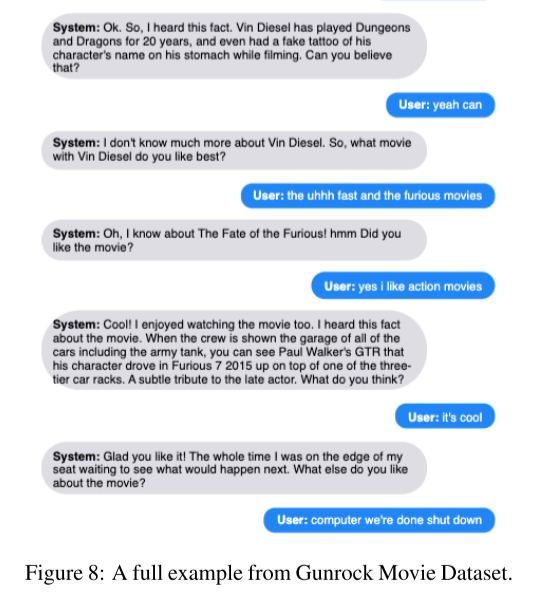 System: Ok. So, I heard this fact. Vin Diesel has played Dungeons
and Dragons for 20 years, and even had a fake tattoo of his
character's name on his stomach while filming. Can you believe
that?
User: yeah can
System: I don't know much more about Vin Diesel. So, what movie
with Vin Diesel do you like best?
User: the uhhh fast and the furious movies
System: Oh, I know about The Fate of the Furious! hmm Did you
like the movie?
User: yes i like action movies
System: Cool! I enjoyed watching the movie too. I heard this fact
about the movie. When the crew is shown the garage of all of the
cars including the army tank, you can see Paul Walker's GTR that
his character drove in Furious 7 2015 up on top of one of the three-
tier car racks. A subtle tribute to the late actor. What do you think?
User: it's cool
System: Glad you like it! The whole time I was on the edge of my
seat waiting to see what would happen next. What else do you like
about the movie?
User: computer we're done shut down
Figure 8: A full example from Gunrock Movie Dataset.